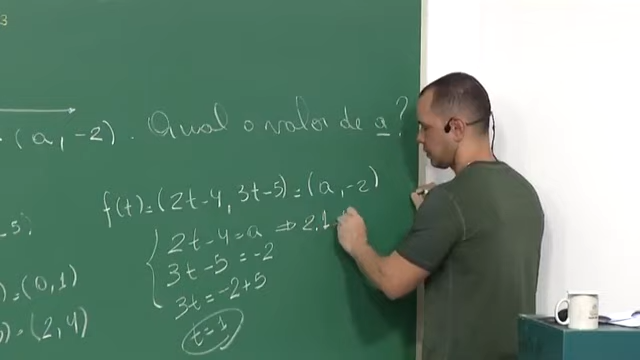 (a, -2). Qual o valor de a?
f(t)=(2t-4, 3t-5)=(a, -2)
2t-4=a ⇒ 2.1-
3t-5=-2
-5)
3t=-2+5
)=(0,1)
t=1
)=(2,4)